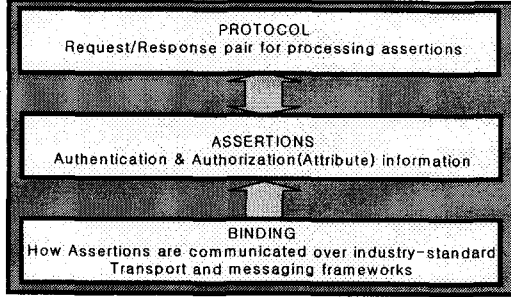 PROTOCOL
Request/Response pair for processing assertions
ASSERTIONS
Authentication & Authorization(Attribute) information
BINDING
How Assertions are communicated over industry-standard
Transport and messaging frameworks